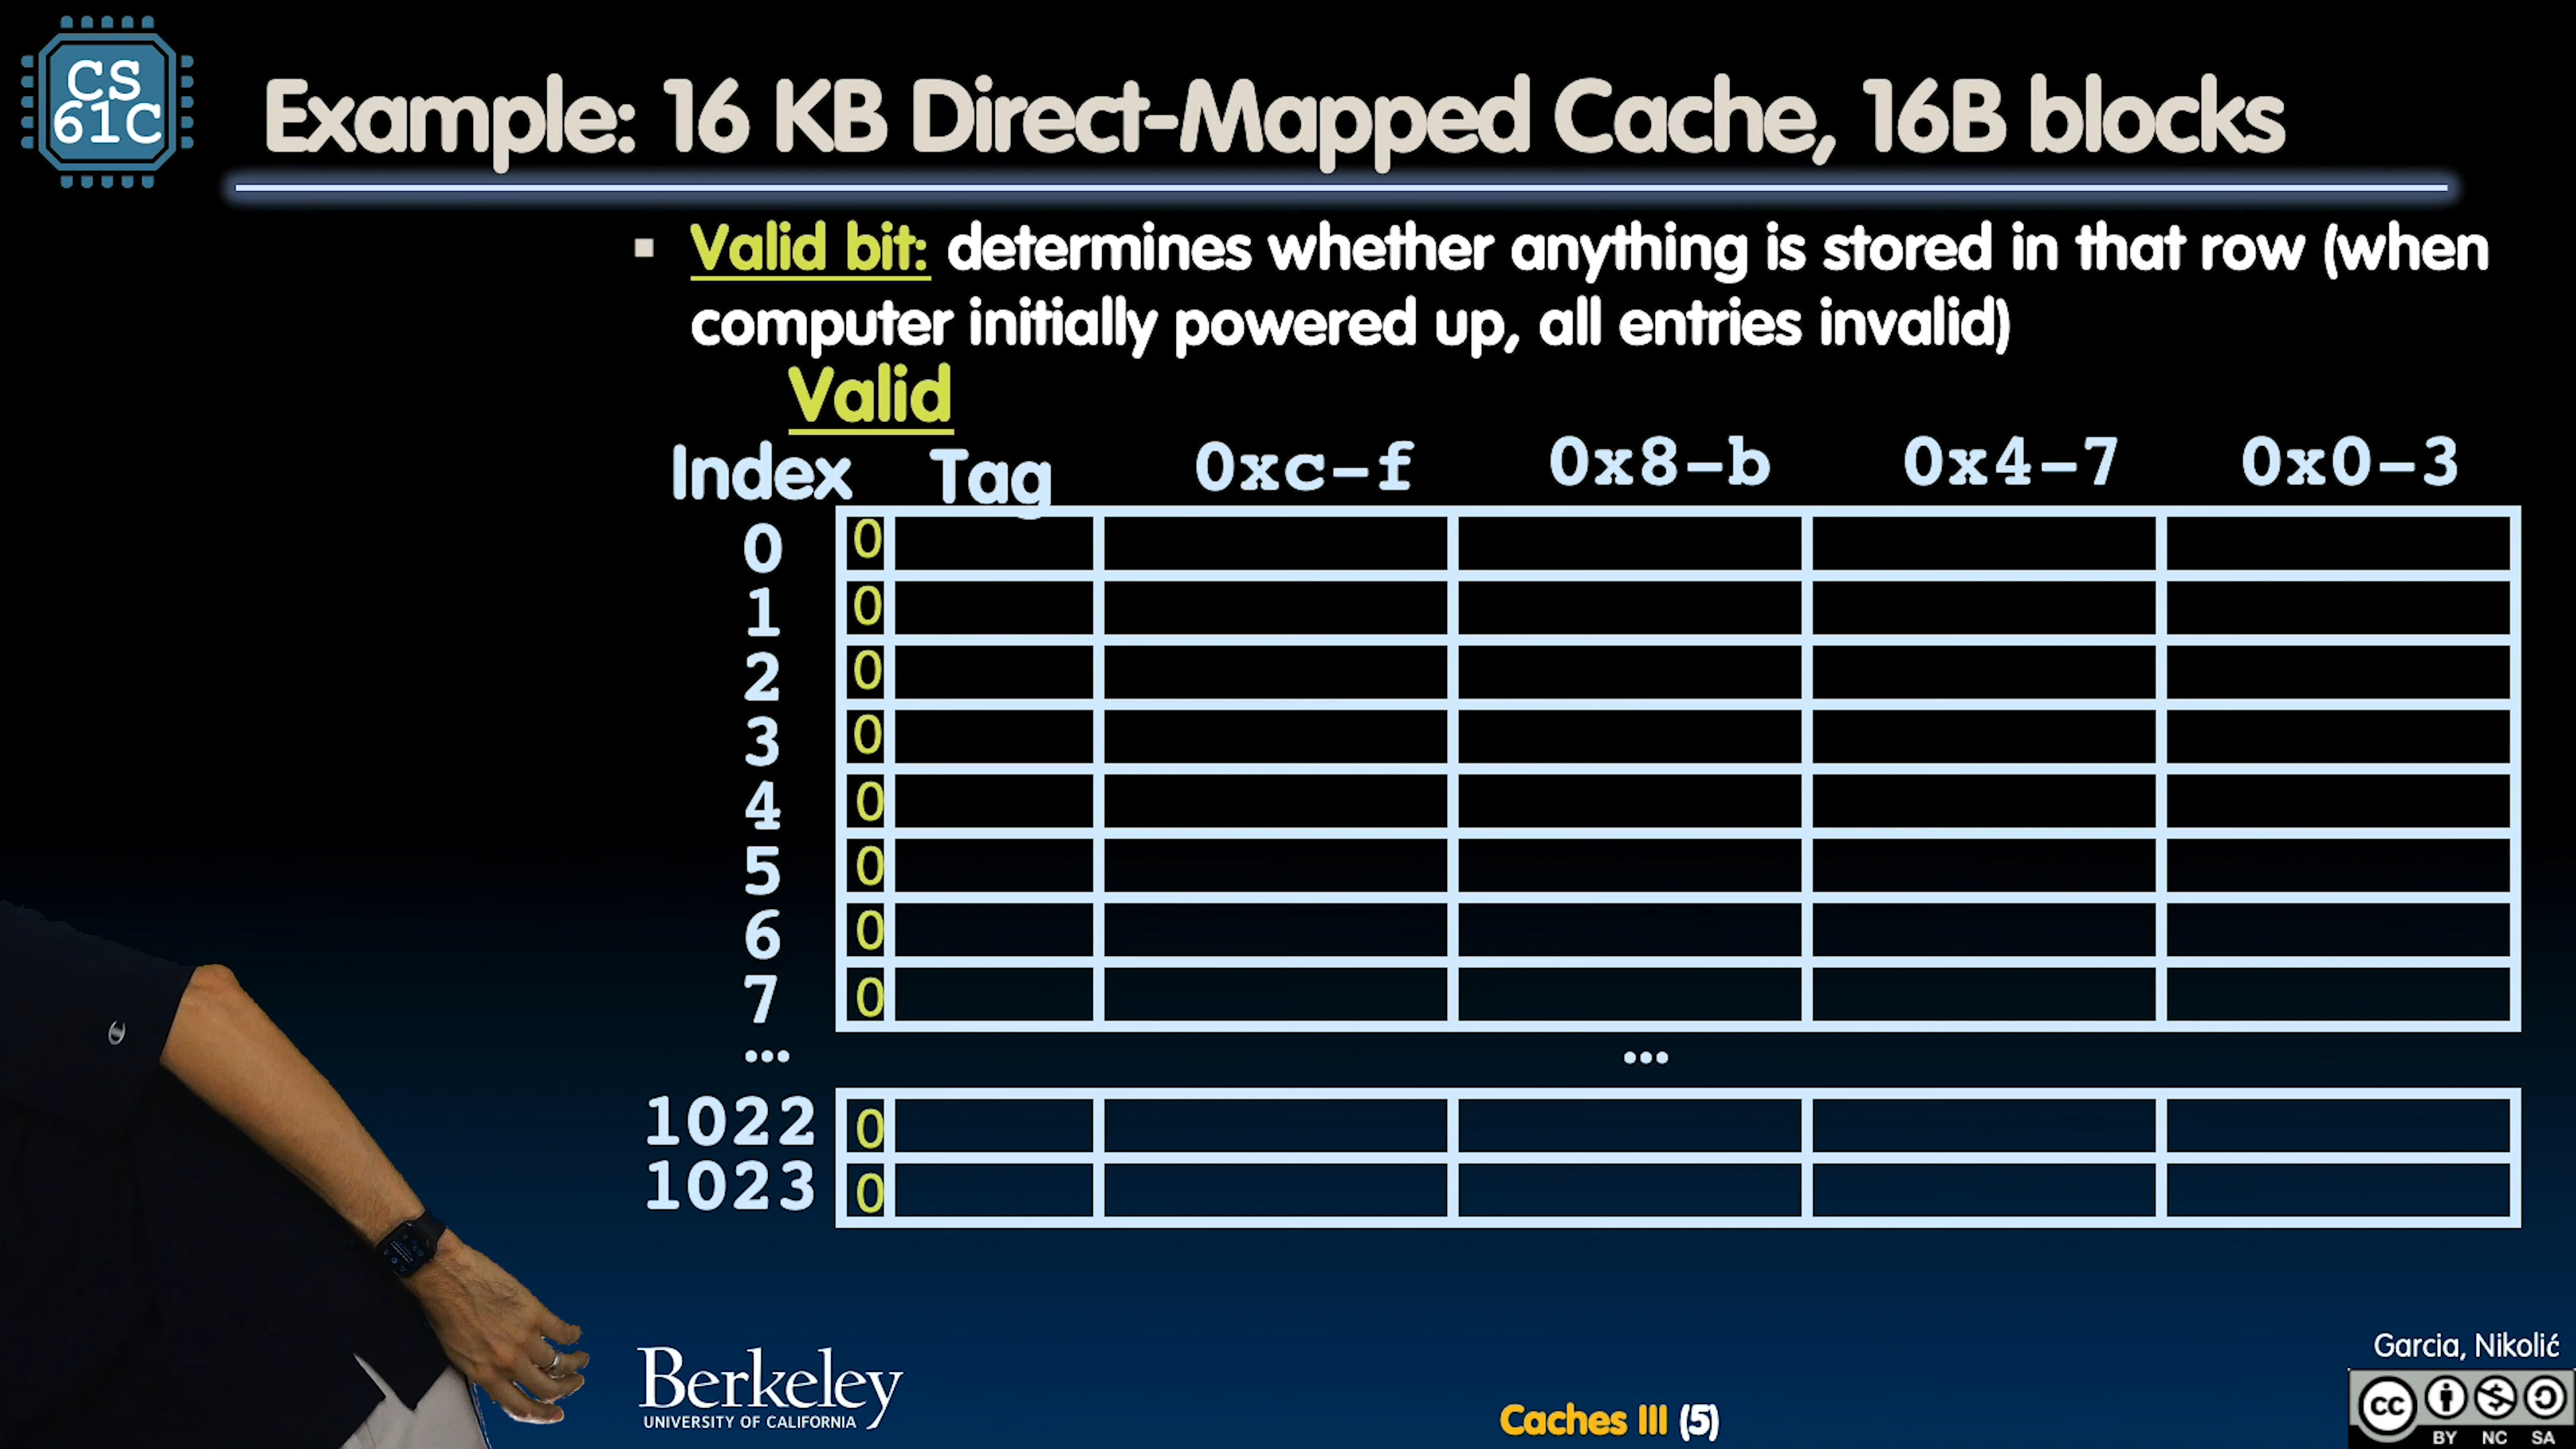 CS
61C
Example: 16 KB Direct-Mapped Cache, 16B blocks
Valid bit: determines whether anything is stored in that row (when
computer initially powered up, all entries invalid)
Valid
Index Tag 0xc-f 0x8-b 0x4-7 0x0-3
0 0
1 0
2 0
3 0
4 0
5 0
6 0
7 0
... ...
1022 0
1023 0
Berkeley
UNIVERSITY OF CALIFORNIA
Caches III (5)
Garcia, Nikolić
cc
BY NC SA